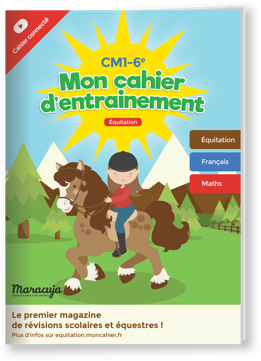 Cahier connecté
CM1-6e
Mon cahier
d'entrainement
Équitation
Équitation
Français
Maths
Maracuja
Le premier magazine
de révisions scolaires et équestres !
Plus d'infos sur equitation.moncahier.fr